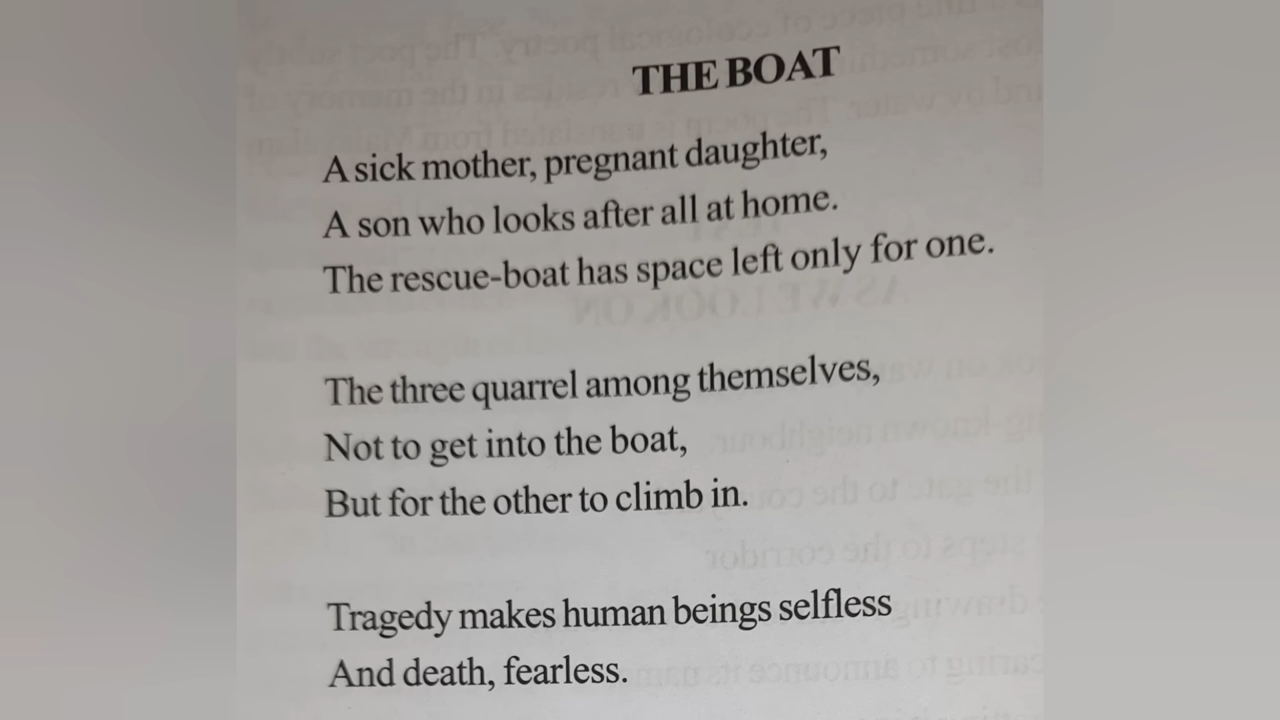 THE BOAT
A sick mother, pregnant daughter,
A son who looks after all at home.
The rescue-boat has space left only for one.
The three quarrel among themselves,
Not to get into the boat,
But for the other to climb in.
Tragedy makes human beings selfless
And death, fearless.